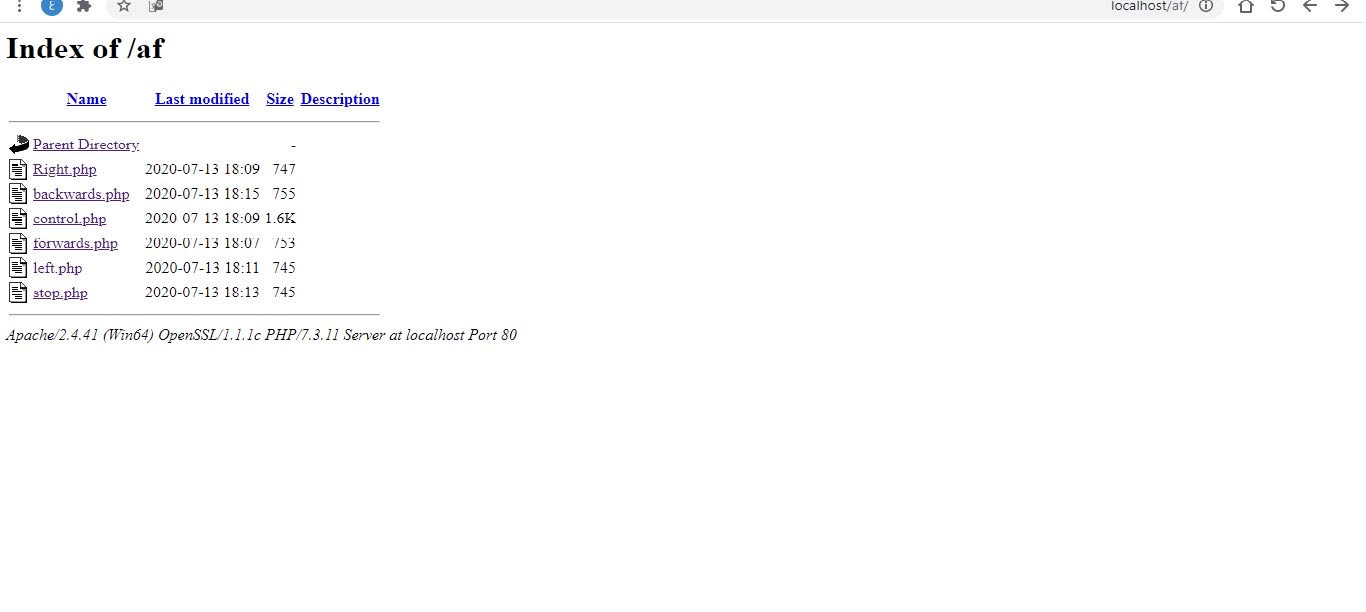 localhost/af/
Index of /af
Name Last modified Size Description
Parent Directory -
Right.php 2020-07-13 18:09 747
backwards.php 2020-07-13 18:15 755
control.php 2020-07-13 18:09 1.6K
forwards.php 2020-07-13 18:07 753
left.php 2020-07-13 18:11 745
stop.php 2020-07-13 18:13 745
Apache/2.4.41 (Win64) OpenSSL/1.1.1c PHP/7.3.11 Server at localhost Port 80